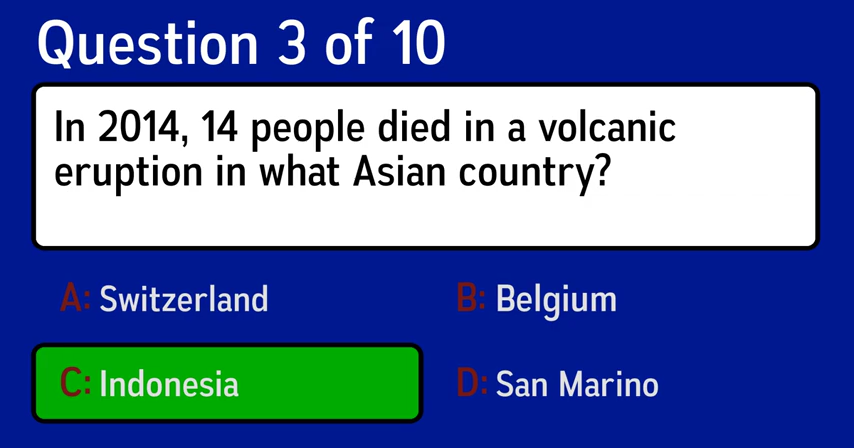 Question 3 of 10
In 2014, 14 people died in a volcanic
eruption in what Asian country?
A: Switzerland
B: Belgium
C: Indonesia
D: San Marino